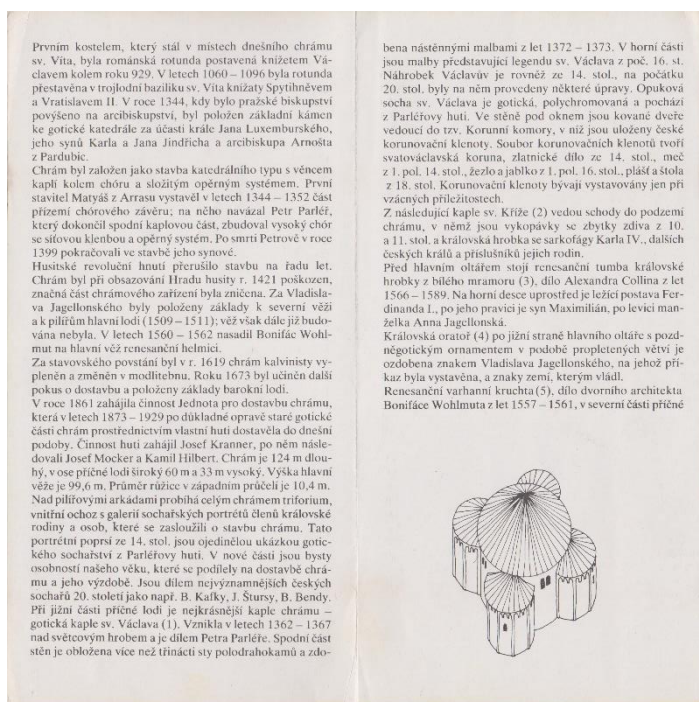 Prvním kostelem, který stál v místech dnešního chrámu
sv. Víta, byla románská rotunda postavená knížetem Vá-
clavem kolem roku 929. V letech 1060 – 1096 byla rotunda
přestavěna v trojlodní baziliku sv. Víta knížaty Spytihněvem
a Vratislavem II. V roce 1344, kdy bylo pražské biskupství
povýšeno na arcibiskupství, byl položen základní kámen
ke gotické katedrále za účasti krále Jana Luxemburského,
jeho synů Karla a Jana Jindřicha a arcibiskupa Arnošta
z Pardubic.
Chrám byl založen jako stavba katedrálního typu s věncem
kaplí kolem chóru a složitým opěrným systémem. První
stavitel Matyáš z Arrasu vystavěl v letech 1344 – 1352 část
přízemí chórového závěru; na něho navázal Petr Parléř,
který dokončil spodní kaplovou část, zbudoval vysoký chór
se síťovou klenbou a opěrný systém. Po smrti Petrově v roce
1399 pokračovali ve stavbě jeho synové.
Husitské revoluční hnutí přerušilo stavbu na řadu let.
Chrám byl při obsazování Hradu husity r. 1421 poškozen,
značná část chrámového zařízení byla zničena. Za Vladisla-
va Jagellonského byly položeny základy k severní věži
a k pilířům hlavní lodi (1509 – 1511); věž však dále již budo-
vána nebyla. V letech 1560 – 1562 nasadil Bonifác Wohl-
mut na hlavní věž renesanční helmici.
Za stavovského povstání byl v r. 1619 chrám kalvinisty vy-
pleněn a změněn v modlitebnu. Roku 1673 byl učiněn další
pokus o dostavbu a položeny základy barokní lodi.
V roce 1861 zahájila činnost Jednota pro dostavbu chrámu,
která v letech 1873 – 1929 po důkladné opravě staré gotické
části chrám prostřednictvím vlastní huti dostavěla do dnešní
podoby. Činnost huti zahájil Josef Kranner, po něm násle-
dovali Josef Mocker a Kamil Hilbert. Chrám je 124 m dlou-
hý, v ose příčné lodi široký 60 m a 33 m vysoký. Výška hlavní
věže je 99,6 m. Průměr růžice v západním průčelí je 10,4 m.
Nad pilířovými arkádami probíhá celým chrámem triforium,
vnitřní ochoz s galerií sochařských portrétů členů královské
rodiny a osob, které se zasloužili o stavbu chrámu. Tato
portrétní poprsí ze 14. stol. jsou ojedinělou ukázkou gotic-
kého sochařství z Parléřovy huti. V nové části jsou bysty
osobností našeho věku, které se podílely na dostavbě chrá-
mu a jeho výzdobě. Jsou dílem nejvýznamnějších českých
sochařů 20. století jako např. B. Kafky, J. Štursy, B. Bendy.
Při jižní části příčné lodi je nejkrásnější kaple chrámu –
gotická kaple sv. Václava (1). Vznikla v letech 1362 – 1367
nad světcovým hrobem a je dílem Petra Parléře. Spodní část
stěn je obložena více než třinácti sty polodrahokamů a zdo-
bena nástěnnými malbami z let 1372 – 1373. V horní části
jsou malby představující legendu sv. Václava z poč. 16. st.
Náhrobek Václavův je rovněž ze 14. stol., na počátku
20. stol. byly na něm provedeny některé úpravy. Opuková
socha sv. Václava je gotická, polychromovaná a pochází
z Parléřovy huti. Ve stěně pod oknem jsou kované dveře
vedoucí do tzv. Korunní komory, v níž jsou uloženy české
korunovační klenoty. Soubor korunovačních klenotů tvoří
svatováclavská koruna, zlatnické dílo ze 14. stol., meč
z 1. pol. 14. stol., žezlo a jablko z 1. pol. 16. stol., plášť a štola
z 18. stol. Korunovační klenoty bývají vystavovány jen při
vzácných příležitostech.
Z následující kaple sv. Kříže (2) vedou schody do podzemí
chrámu, v němž jsou vykopávky se zbytky zdiva z 10.
a 11. stol. a královská hrobka se sarkofágy Karla IV., dalších
českých králů a příslušníků jejich rodin.
Před hlavním oltářem stojí renesanční tumba královské
hrobky z bílého mramoru (3), dílo Alexandra Collina z let
1566 – 1589. Na horní desce uprostřed je ležící postava Fer-
dinanda I., po jeho pravici je syn Maximilián, po levici man-
želka Anna Jagellonská.
Královská oratoř (4) po jižní straně hlavního oltáře s pozd-
něgotickým ornamentem v podobě propletených větví je
ozdobena znakem Vladislava Jagellonského, na jehož pří-
kaz byla vystavěna, a znaky zemí, kterým vládl.
Renesanční varhanní kruchta (5), dílo dvorního architekta
Bonifáce Wohlmuta z let 1557 – 1561, v severní části příčné